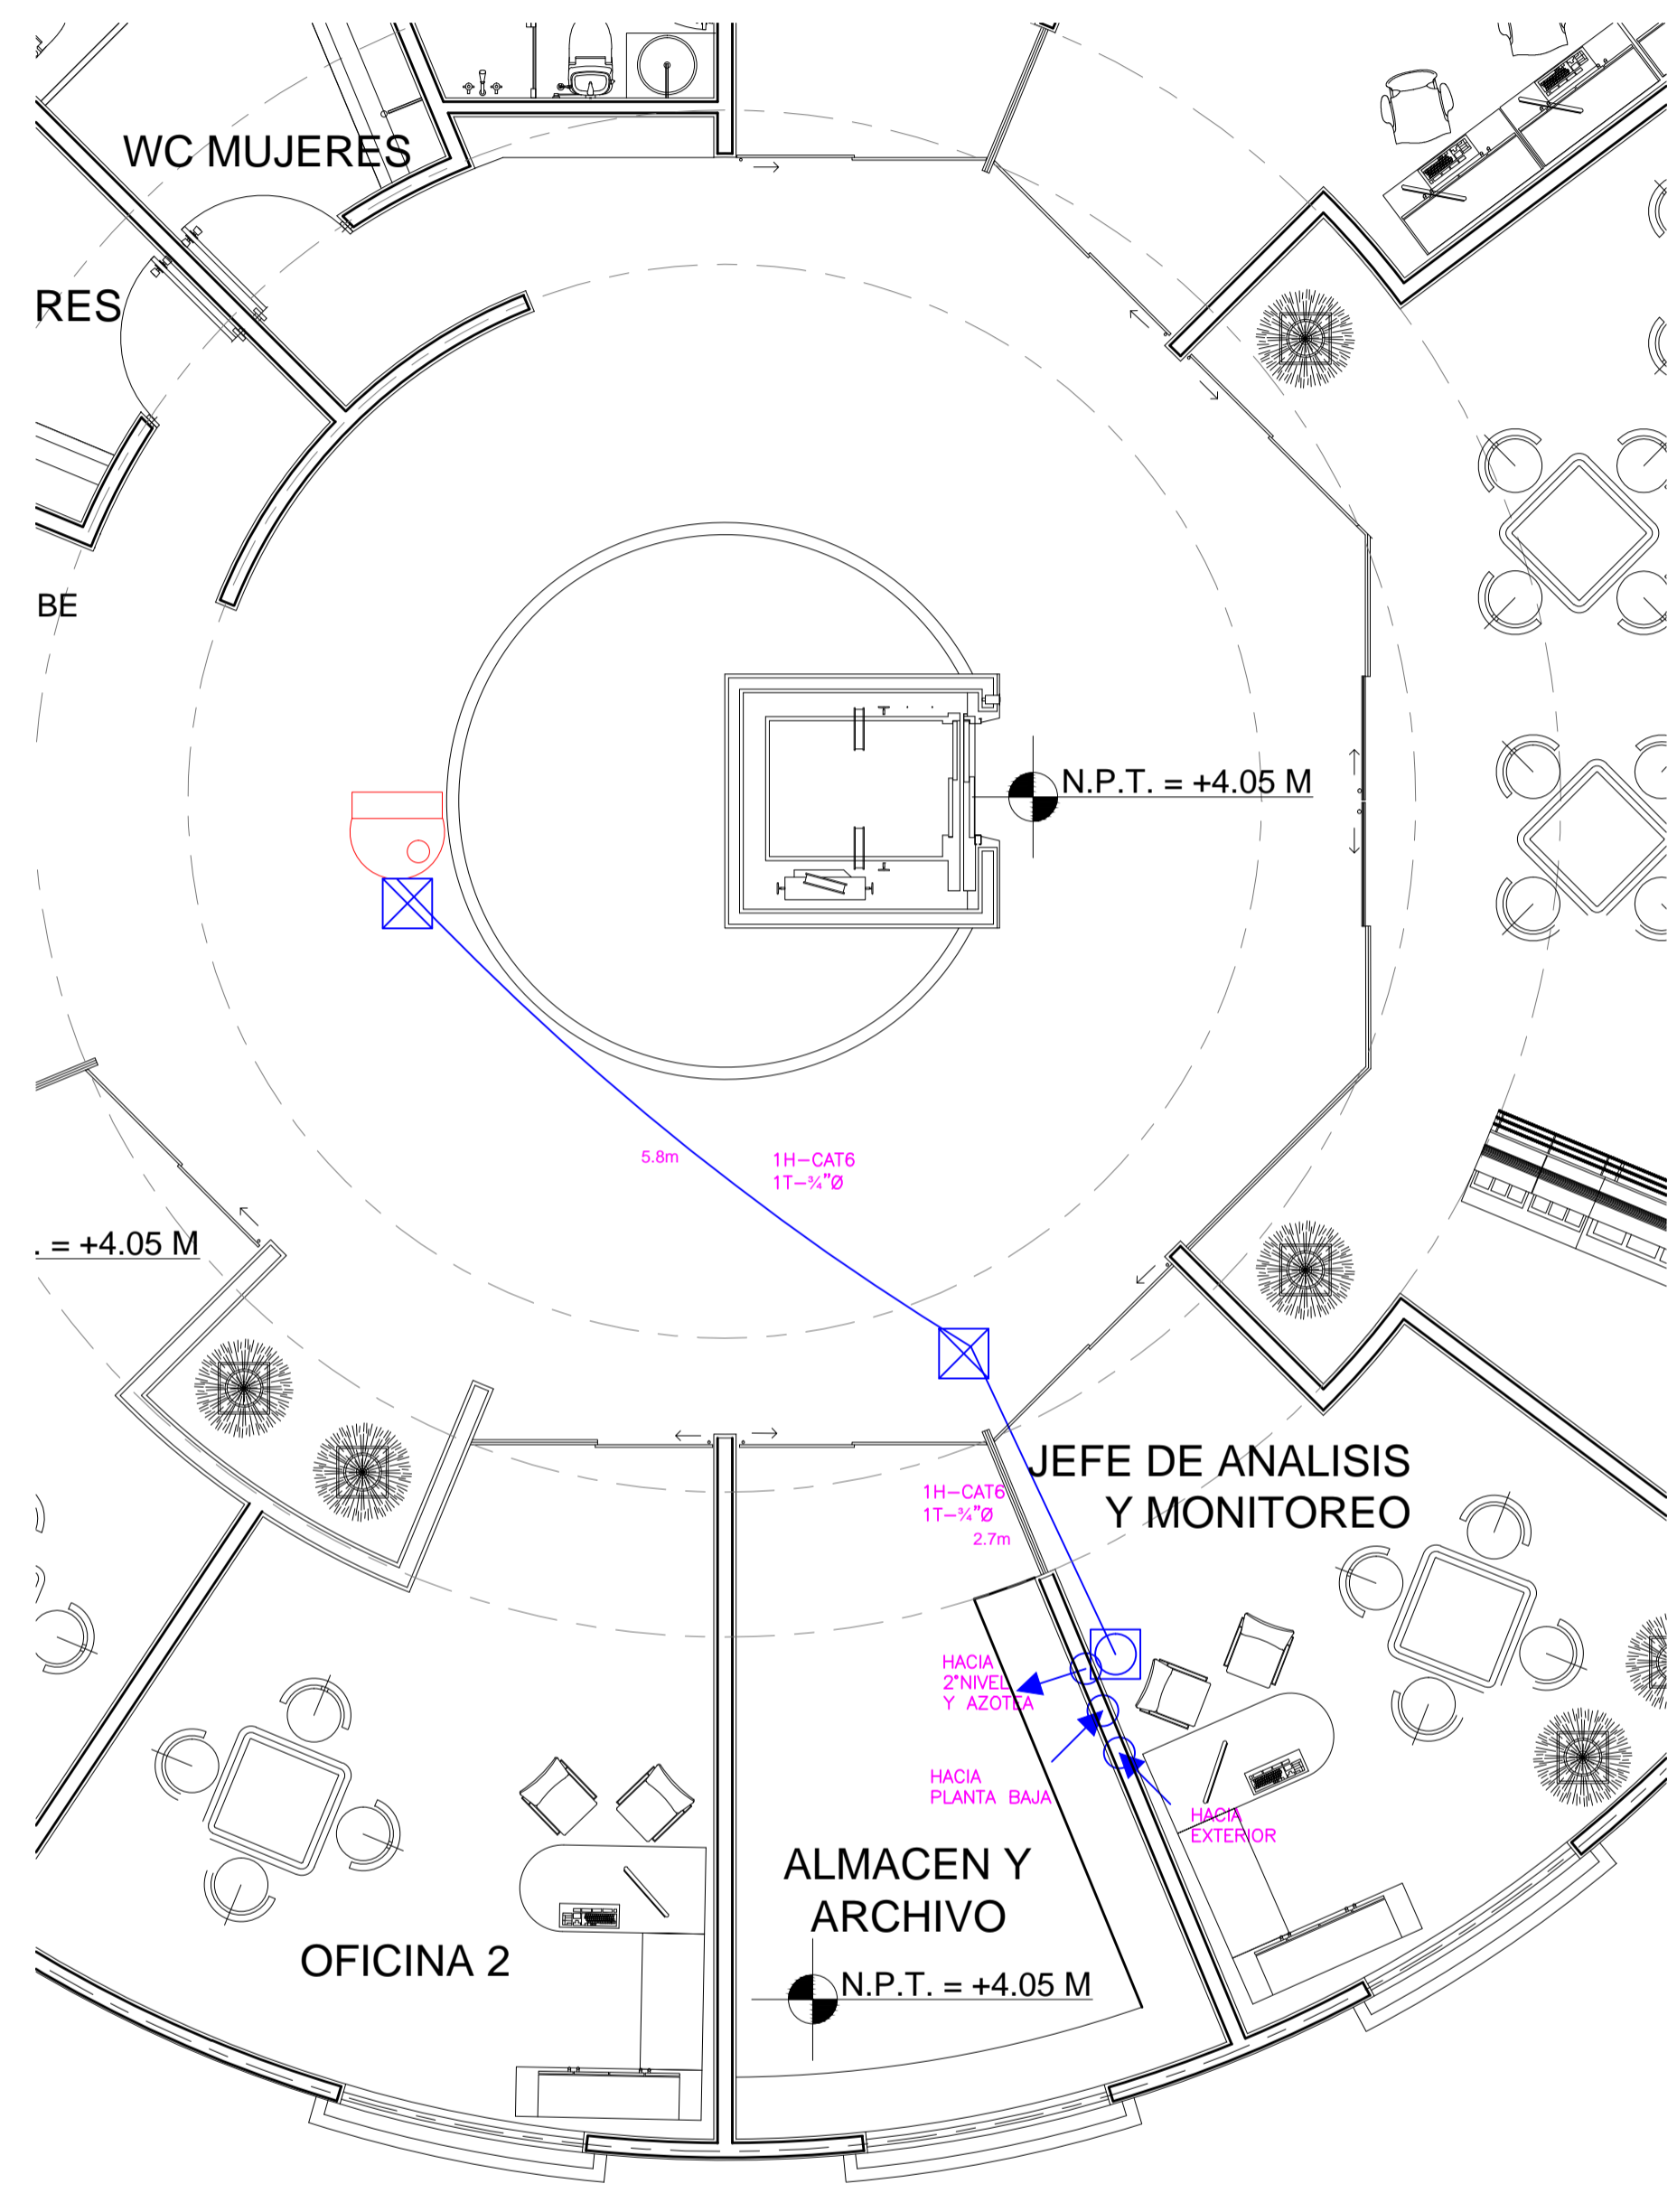 WC MUJERES
RES
BE
N.P.T. = +4.05 M
5.8m
1H-CAT6
1T-¾"Ø
. = +4.05 M
JEFE DE ANALISIS
Y MONITOREO
1H-CAT6
1T-¾"Ø
2.7m
HACIA
2°NIVEL
Y AZOTEA
HACIA
PLANTA BAJA
HACIA
EXTERIOR
ALMACEN Y
ARCHIVO
OFICINA 2
N.P.T. = +4.05 M